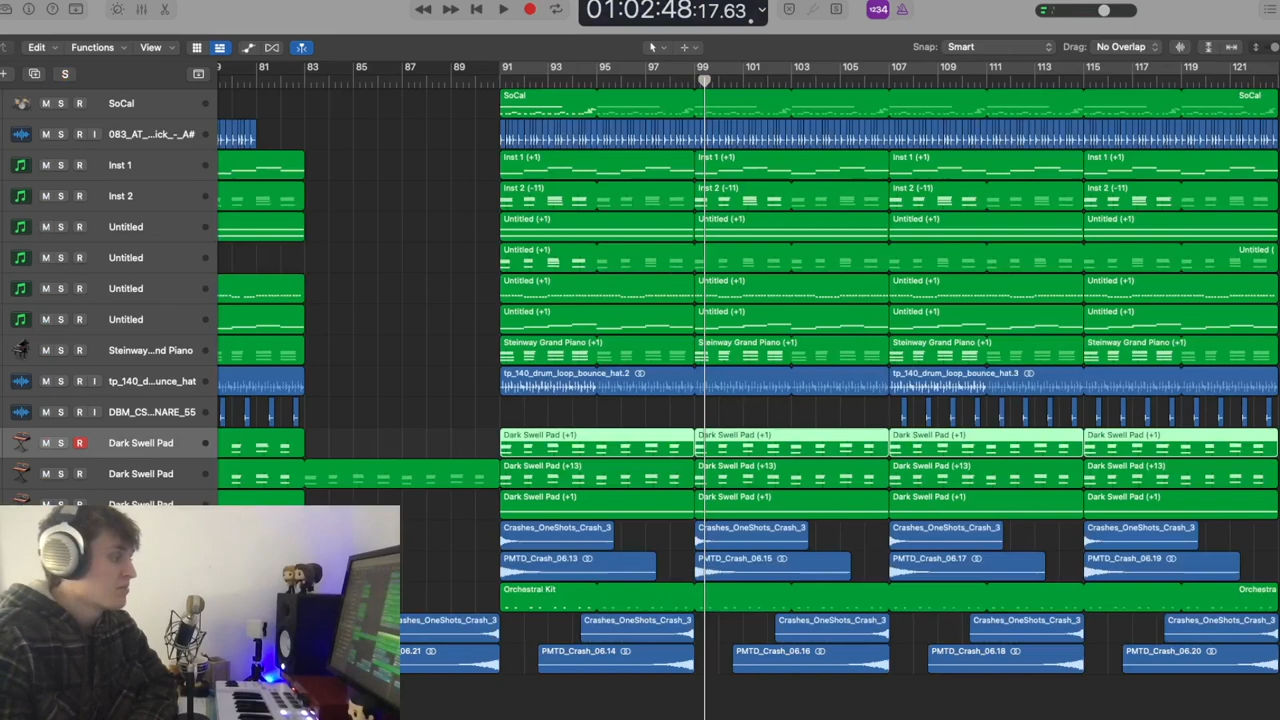 01:02:48:17.63
1234
Edit Functions View Snap: Smart Drag: No Overlap
S 9 81 83 85 87 89 91 93 95 97 99 101 103 105 107 109 111 113 115 117 119 121
M S R SoCal SoCal SoCal
M S R I 083_AT_...ick_-_A#
M S R Inst 1 Inst 1 (+1) Inst 1 (+1) Inst 1 (+1) Inst 1 (+1)
M S R Inst 2 Inst 2 (-11) Inst 2 (-11) Inst 2 (-11) Inst 2 (-11)
M S R Untitled Untitled (+1) Untitled (+1) Untitled (+1) Untitled (+1)
M S R Untitled Untitled (+1) Untitled (
M S R Untitled Untitled (+1) Untitled (+1) Untitled (+1) Untitled (+1)
M S R Untitled Untitled (+1) Untitled (+1) Untitled (+1) Untitled (+1)
M S R Steinway...nd Piano Steinway Grand Piano (+1) Steinway Grand Piano (+1) Steinway Grand Piano (+1) Steinway Grand Piano (+1)
M S R I tp_140_d...unce_hat tp_140_drum_loop_bounce_hat.2 tp_140_drum_loop_bounce_hat.3
M S R I DBM_CS...NARE_55
M S R Dark Swell Pad Dark Swell Pad (+1) Dark Swell Pad (+1) Dark Swell Pad (+1) Dark Swell Pad (+1)
M S R Dark Swell Pad Dark Swell Pad (+13) Dark Swell Pad (+13) Dark Swell Pad (+13) Dark Swell Pad (+13)
Dark Swell Pad (+1) Dark Swell Pad (+1) Dark Swell Pad (+1) Dark Swell Pad (+1)
Crashes_OneShots_Crash_3 Crashes_OneShots_Crash_3 Crashes_OneShots_Crash_3 Crashes_OneShots_Crash_3
PMTD_Crash_06.13 PMTD_Crash_06.15 PMTD_Crash_06.17 PMTD_Crash_06.19
Orchestral Kit Orchestra
ashes_OneShots_Crash_3 Crashes_OneShots_Crash_3 Crashes_OneShots_Crash_3 Crashes_OneShots_Crash_3 Crashes_OneShots_Crash_3
_06.21 PMTD_Crash_06.14 PMTD_Crash_06.16 PMTD_Crash_06.18 PMTD_Crash_06.20